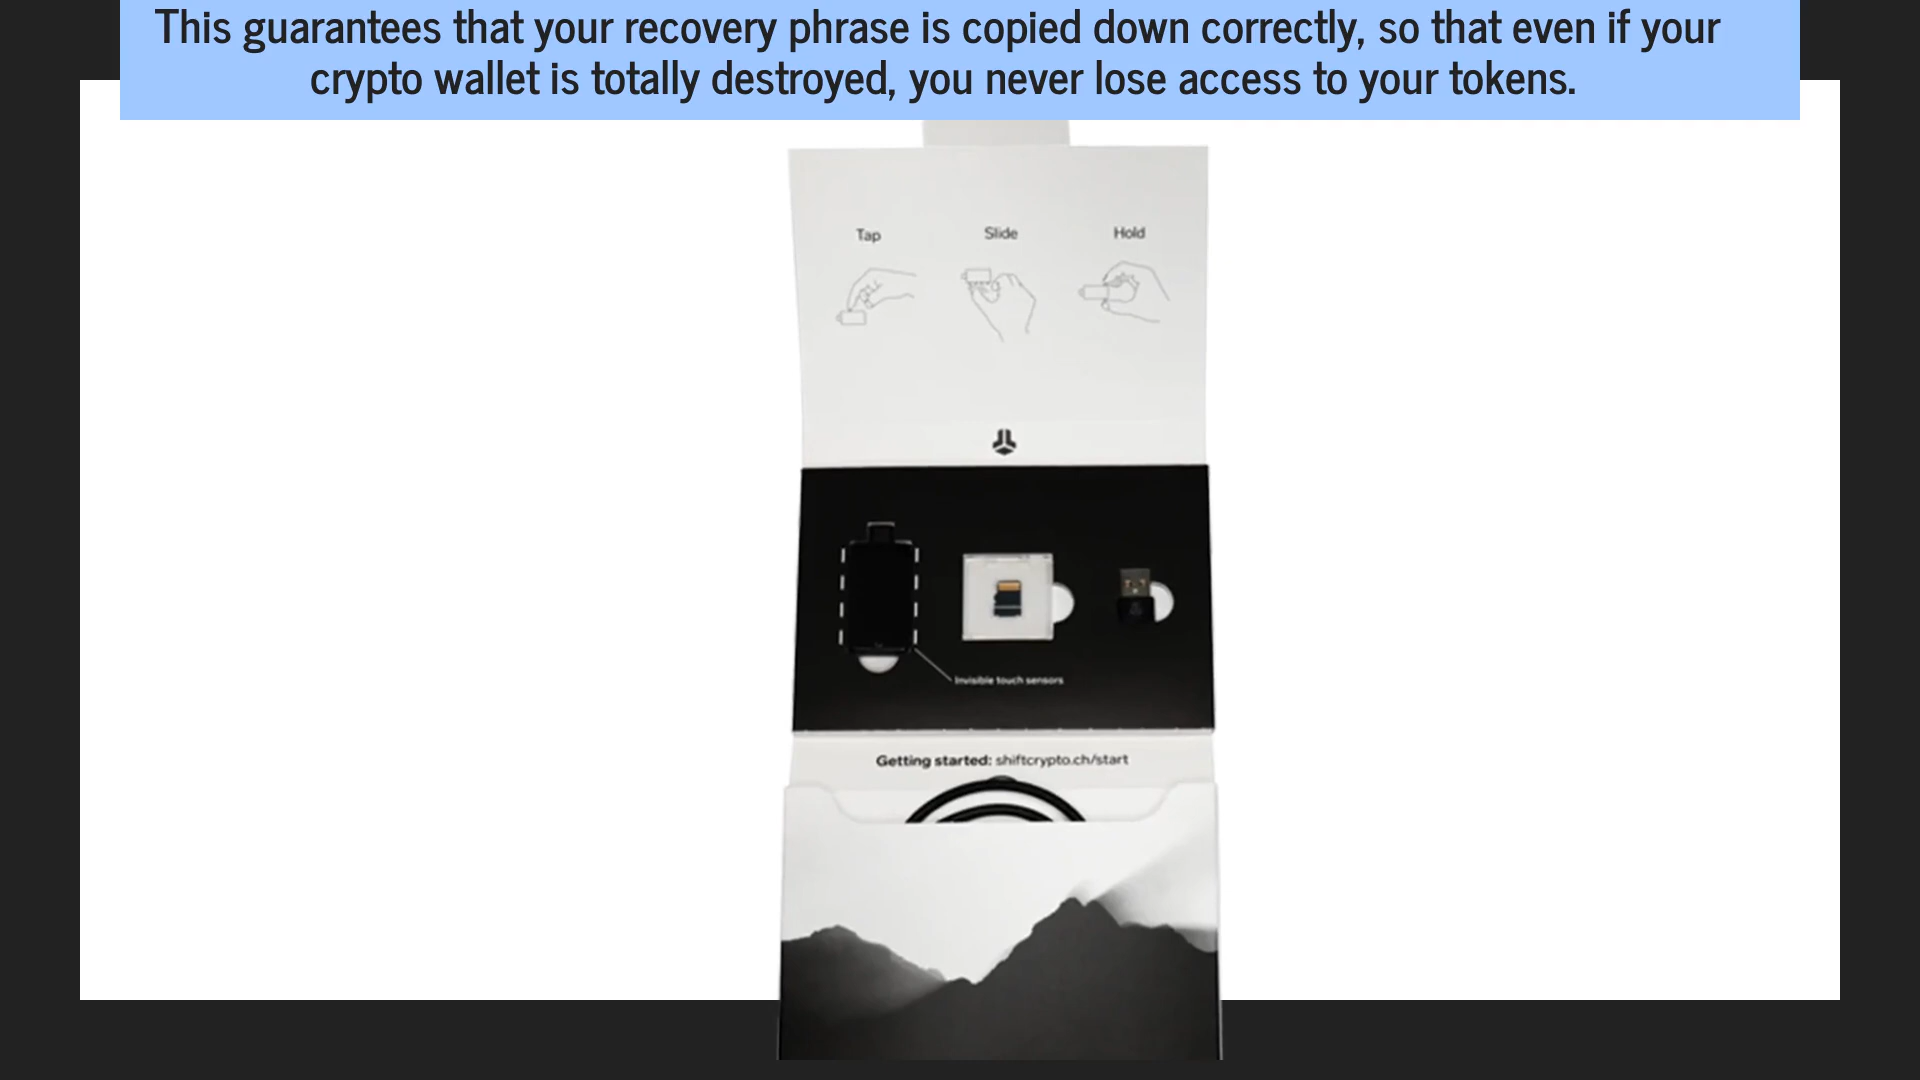 This guarantees that your recovery phrase is copied down correctly, so that even if your
crypto wallet is totally destroyed, you never lose access to your tokens.
Tap Slide Hold
Invisible touch sensors
Getting started: shiftcrypto.ch/start